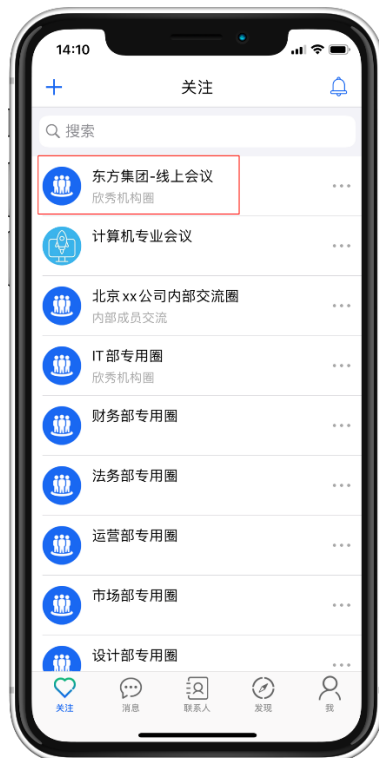 14:10
关注
搜索
东方集团-线上会议
欣秀机构圈
计算机专业会议
北京xx公司内部交流圈
内部成员交流
IT部专用圈
欣秀机构圈
财务部专用圈
法务部专用圈
运营部专用圈
市场部专用圈
设计部专用圈
关注
消息
联系人
发现
我